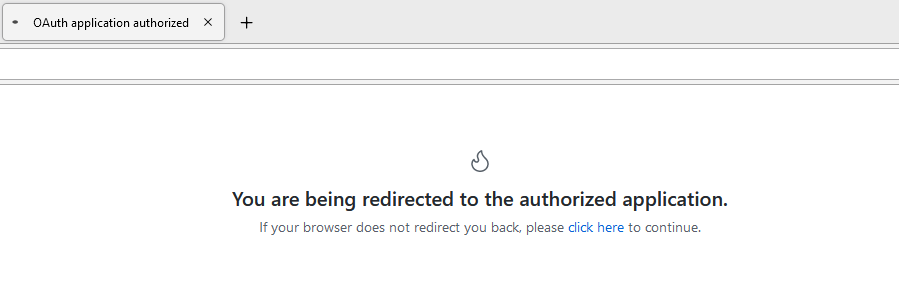 OAuth application authorized
You are being redirected to the authorized application.
If your browser does not redirect you back, please click here to continue.